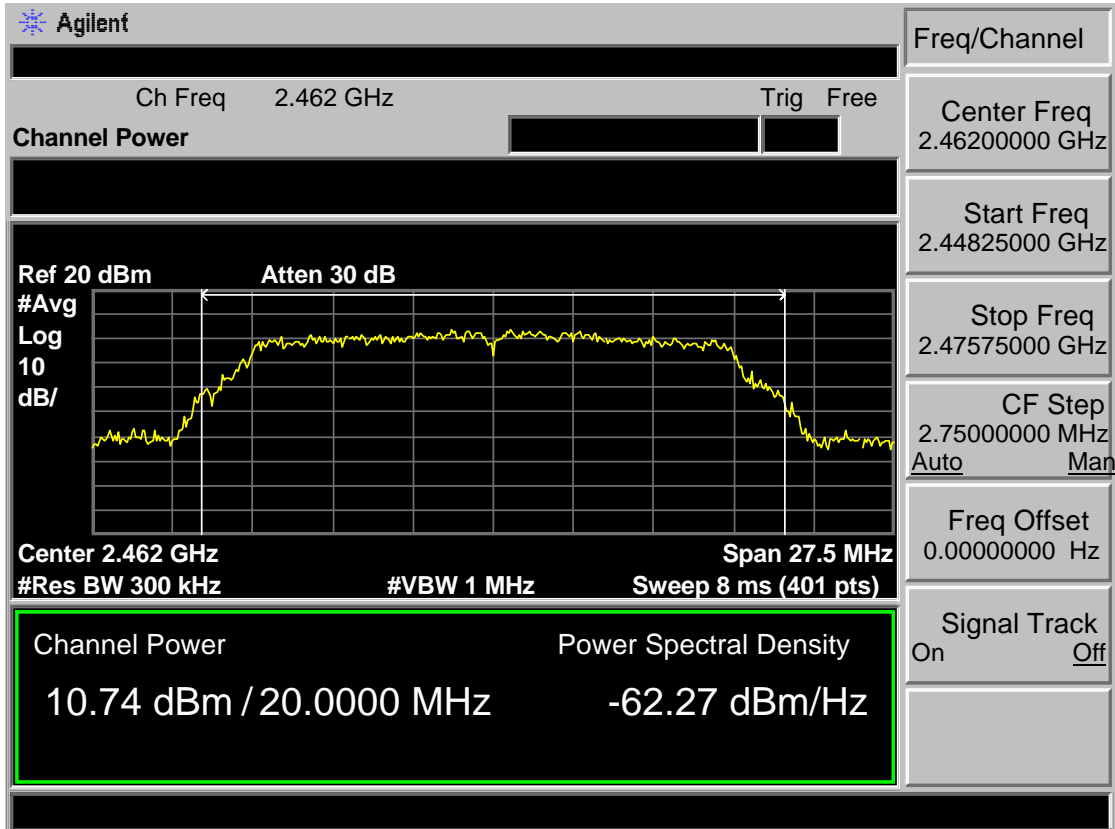 Agilent
Freq/Channel
Ch Freq 2.462 GHz Trig Free
Channel Power
Center Freq
2.46200000 GHz
Start Freq
2.44825000 GHz
Stop Freq
2.47575000 GHz
CF Step
2.75000000 MHz
Auto Man
Freq Offset
0.00000000 Hz
Signal Track
On Off
Ref 20 dBm Atten 30 dB
#Avg
Log
10
dB/
Center 2.462 GHz Span 27.5 MHz
#Res BW 300 kHz #VBW 1 MHz Sweep 8 ms (401 pts)
Channel Power Power Spectral Density
10.74 dBm / 20.0000 MHz -62.27 dBm/Hz